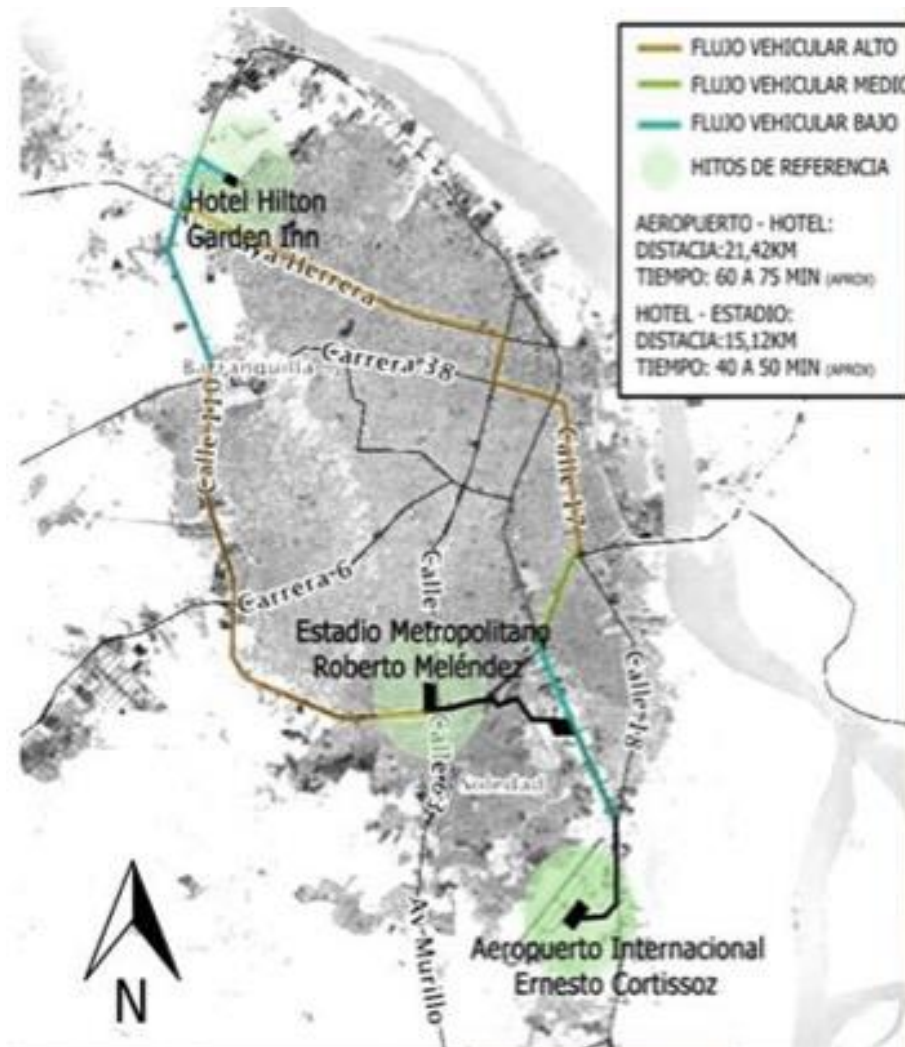 FLUJO VEHICULAR ALTO
FLUJO VEHICULAR MEDIO
FLUJO VEHICULAR BAJO
HITOS DE REFERENCIA
AEROPUERTO - HOTEL:
DISTACIA:21,42KM
TIEMPO: 60 A 75 MIN (APROX)
HOTEL - ESTADIO:
DISTACIA:15,12KM
TIEMPO: 40 A 50 MIN (APROX)
Hotel Hilton
Garden Inn
Herrera
Barranquilla
Carrera 38
Calle 110
Calle 17
Carrera 6
Calle
Estadio Metropolitano
Roberto Meléndez
Calle 18
Calle 63
Soledad
Av Murillo
Aeropuerto Internacional
Ernesto Cortissoz
N